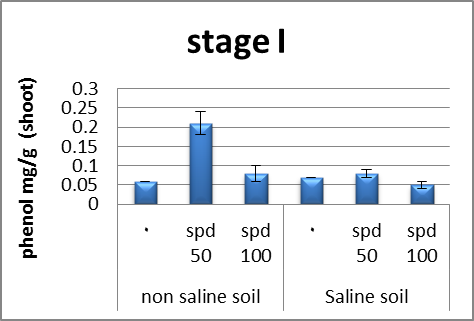 stage I
phenol mg/g (shoot)
0.3
0.25
0.2
0.15
0.1
0.05
0
. spd 50 spd 100 . spd 50 spd 100
non saline soil Saline soil